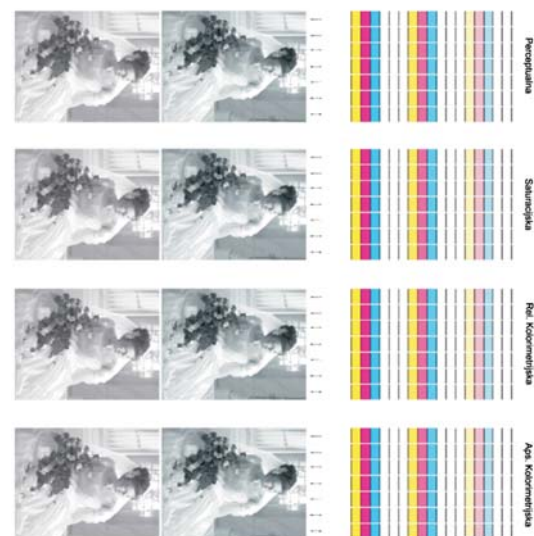 Perceptualna
Saturacijska
Rel. Kolorimetrijska
Aps. Kolorimetrijska